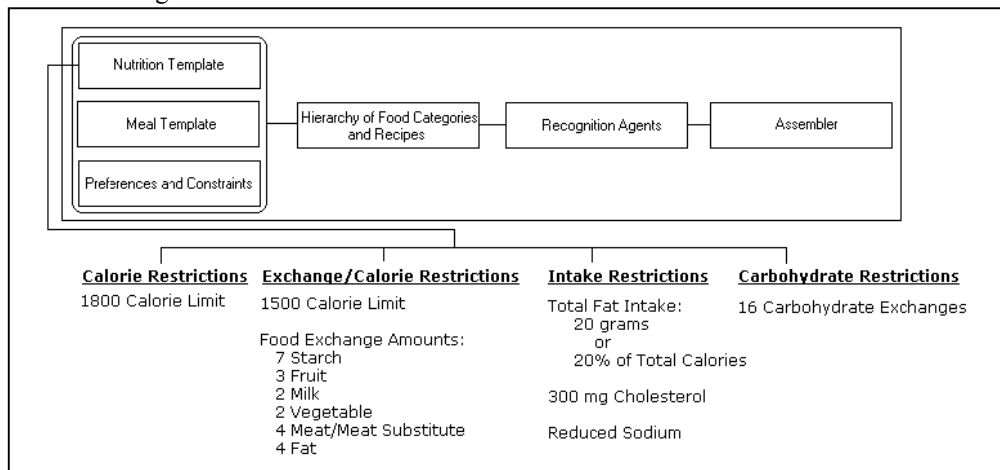 Nutrition Template
Meal Template
Preferences and Constraints
Hierarchy of Food Categories
and Recipes
Recognition Agents
Assembler
Calorie Restrictions
1800 Calorie Limit
Exchange/Calorie Restrictions
1500 Calorie Limit
Food Exchange Amounts:
7 Starch
3 Fruit
2 Milk
2 Vegetable
4 Meat/Meat Substitute
4 Fat
Intake Restrictions
Total Fat Intake:
20 grams
or
20% of Total Calories
300 mg Cholesterol
Reduced Sodium
Carbohydrate Restrictions
16 Carbohydrate Exchanges